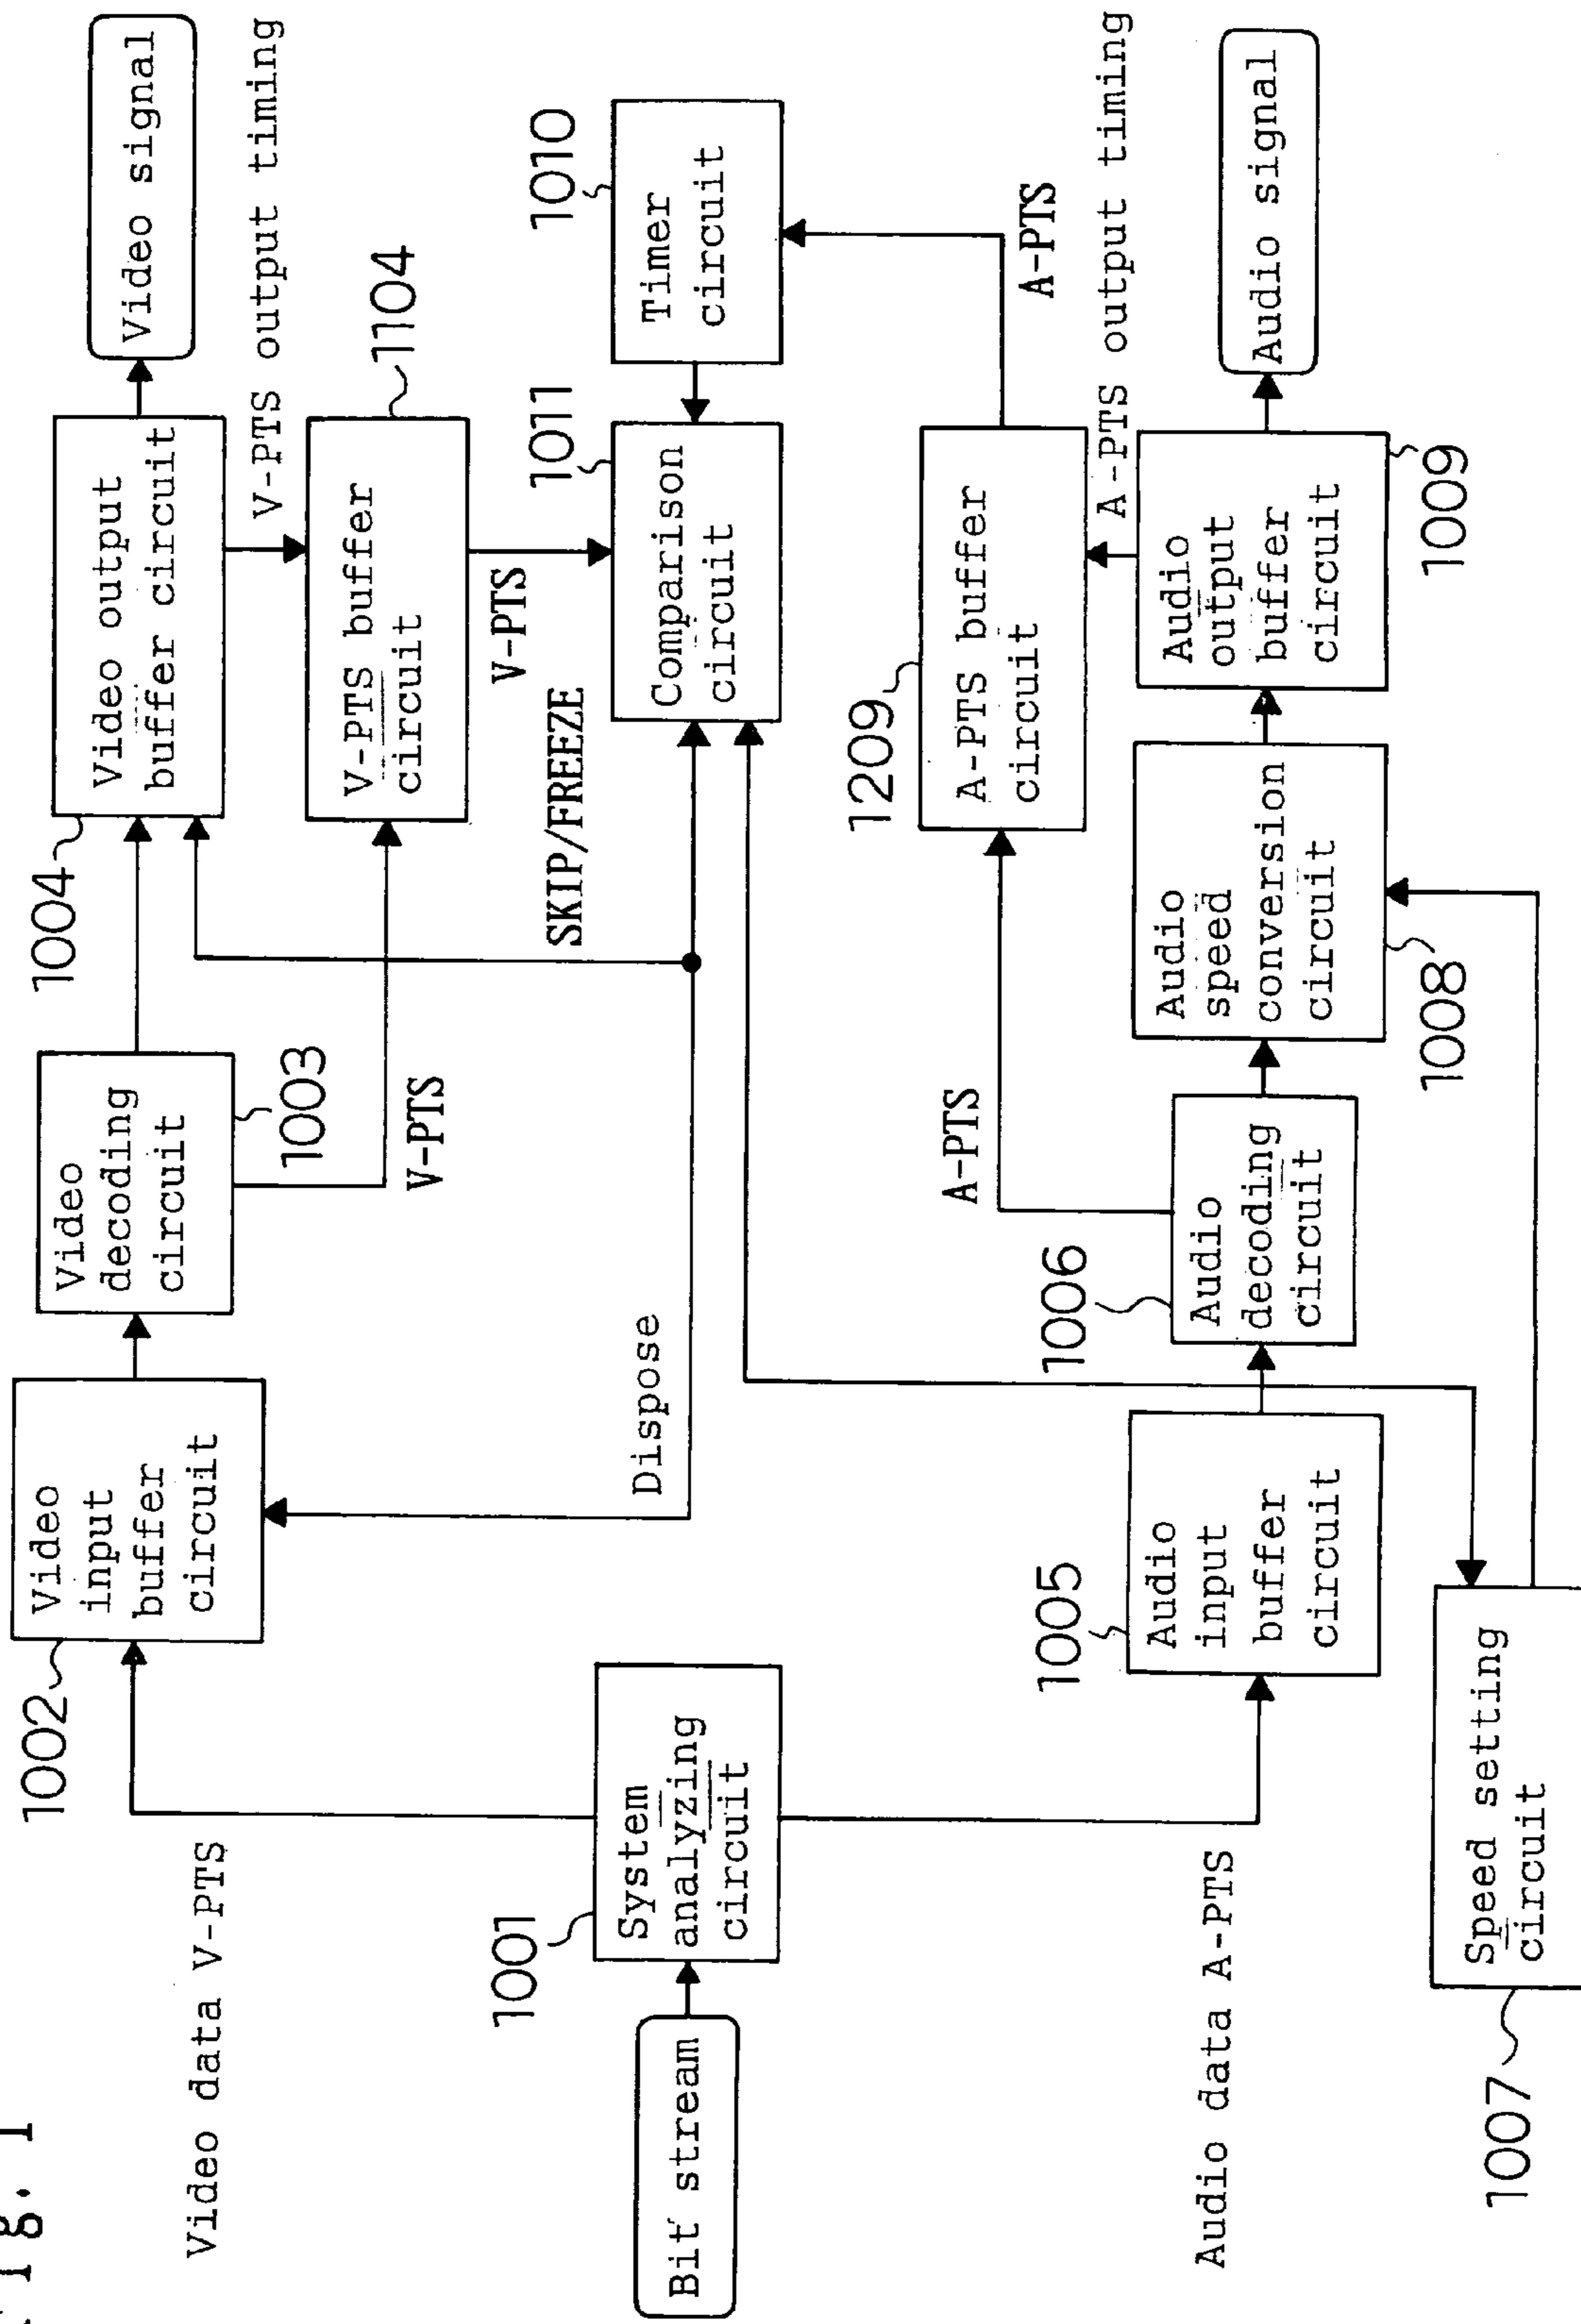 Fig. 1
Video data V-PTS
1002
Video
input
buffer
circuit
Video
decoding
circuit
1003
V-PTS
1004
Video output
buffer circuit
Video signal
V-PTS output timing
V-PTS buffer
circuit
1104
V-PTS
SKIP/FREEZE
Dispose
Bit stream
1001
System
analyzing
circuit
1011
Comparison
circuit
1010
Timer
circuit
A-PTS
1209
A-PTS buffer
circuit
A-PTS
A-PTS output timing
Audio data A-PTS
1005
Audio
input
buffer
circuit
1006
Audio
decoding
circuit
Audio
speed
conversion
circuit
1008
Audio
output
buffer
circuit
1009
Audio signal
1007
Speed setting
circuit